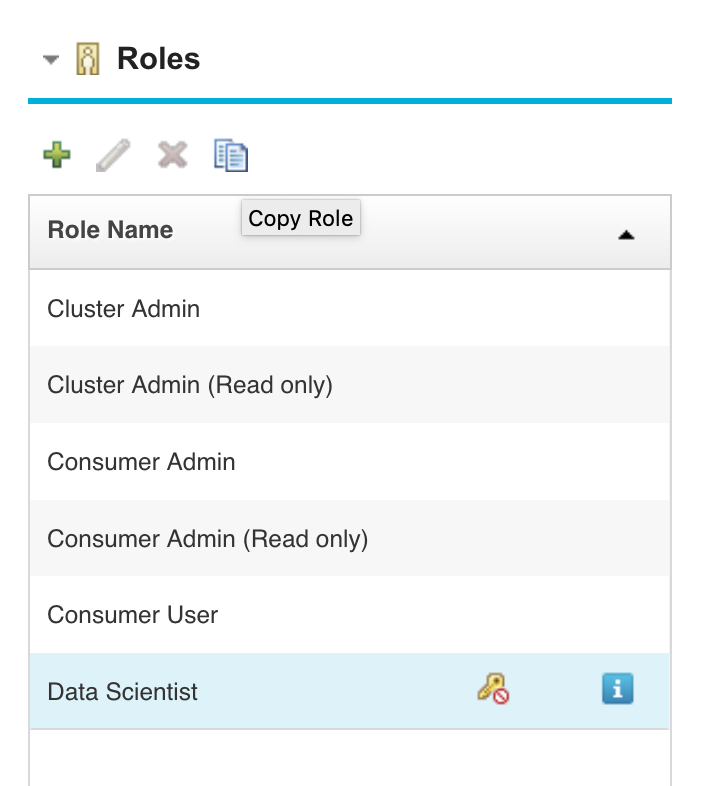 Roles
Copy Role
Role Name
Cluster Admin
Cluster Admin (Read only)
Consumer Admin
Consumer Admin (Read only)
Consumer User
Data Scientist